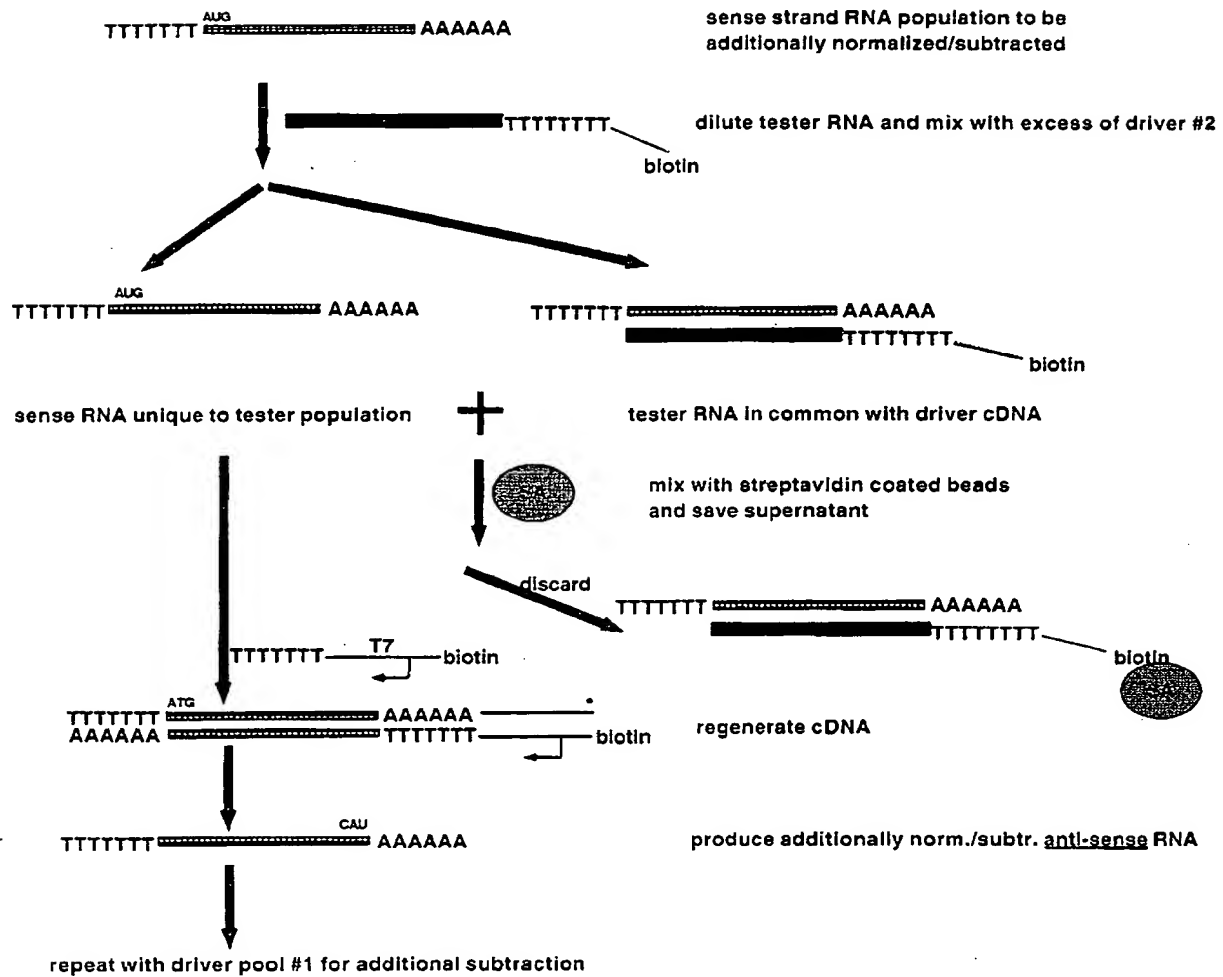 AUG
TTTTTTT AAAAAA
sense strand RNA population to be
additionally normalized/subtracted
TTTTTTTT
biotin
dilute tester RNA and mix with excess of driver #2
AUG
TTTTTTT AAAAAA
TTTTTTT AAAAAA
TTTTTTTT
biotin
sense RNA unique to tester population
+
tester RNA in common with driver cDNA
mix with streptavidin coated beads
and save supernatant
discard
TTTTTTT AAAAAA
TTTTTTTT
biotin
T7
TTTTTTT biotin
ATG
TTTTTTT AAAAAA
AAAAAA TTTTTTT biotin
regenerate cDNA
CAU
TTTTTTT AAAAAA
produce additionally norm./subtr. anti-sense RNA
repeat with driver pool #1 for additional subtraction